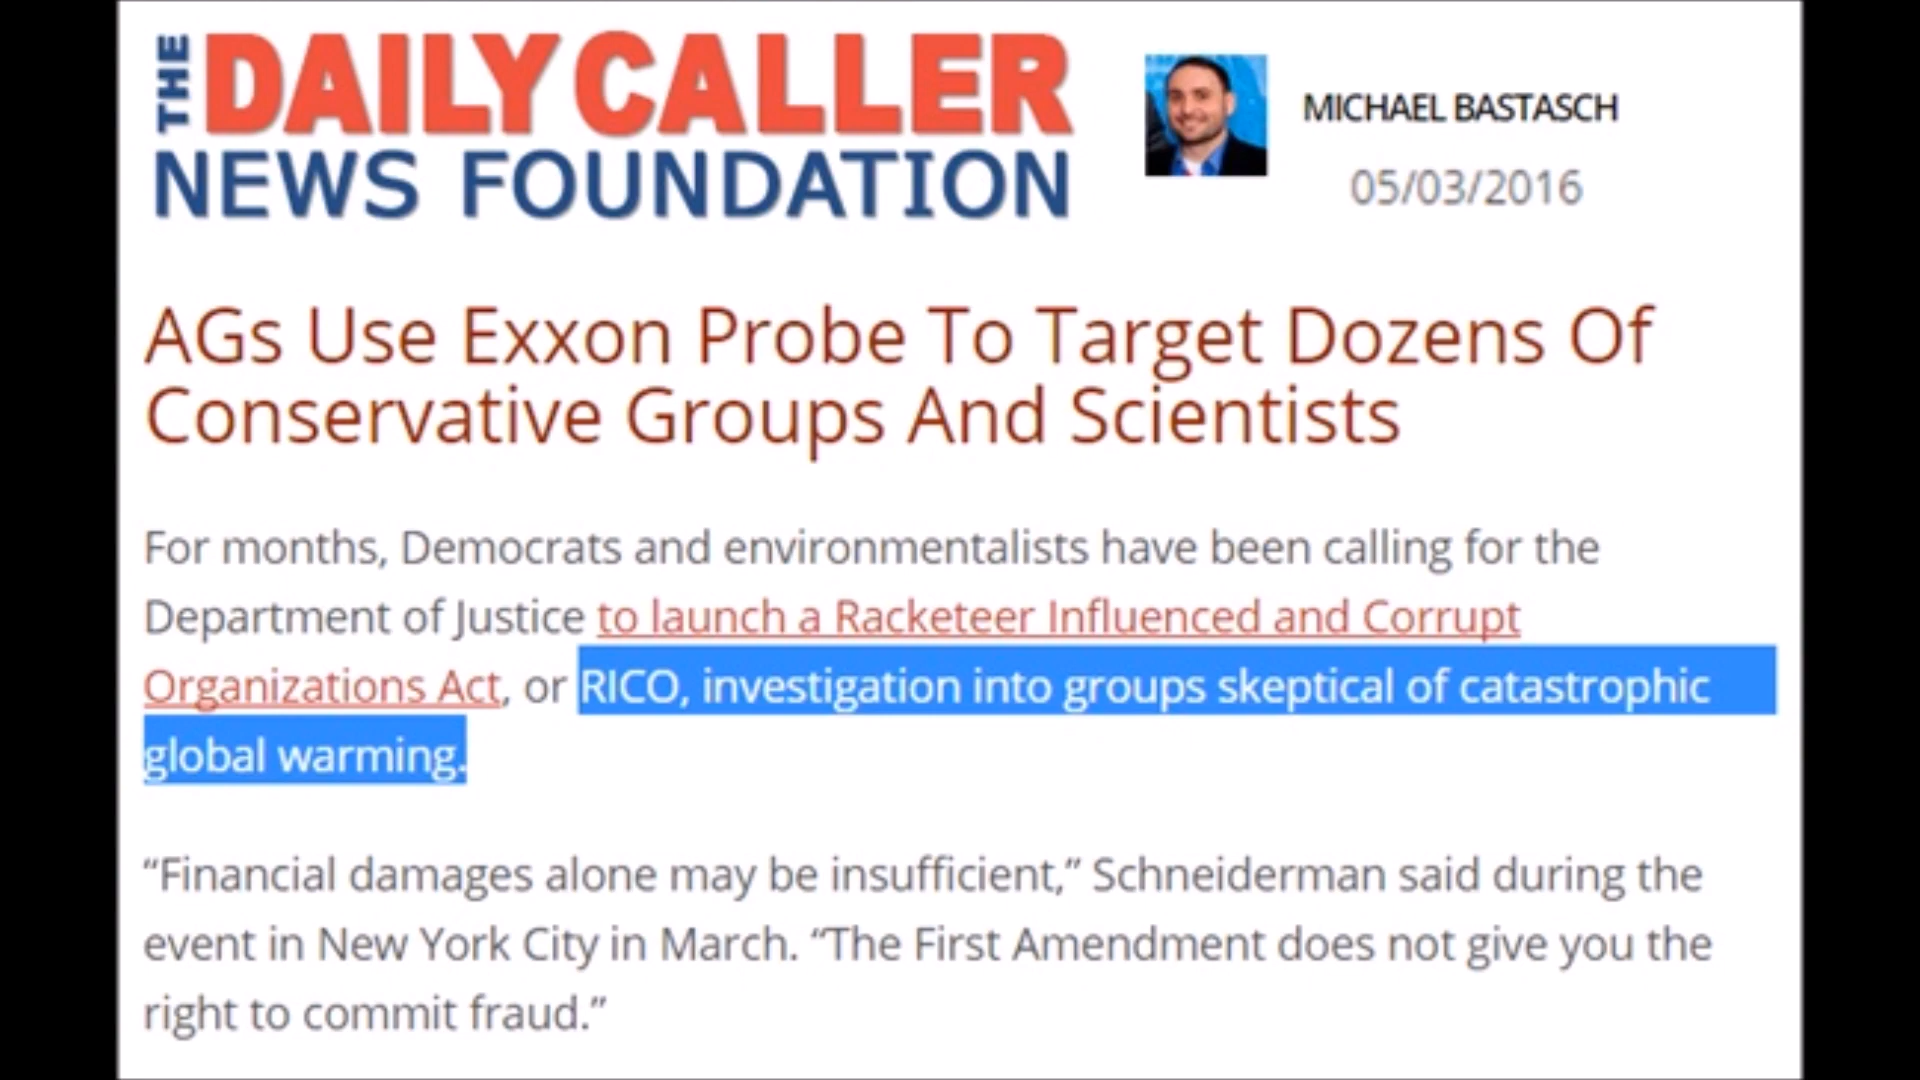 THE DAILY CALLER
NEWS FOUNDATION
MICHAEL BASTASCH
05/03/2016
AGs Use Exxon Probe To Target Dozens Of
Conservative Groups And Scientists
For months, Democrats and environmentalists have been calling for the
Department of Justice to launch a Racketeer Influenced and Corrupt
Organizations Act, or RICO, investigation into groups skeptical of catastrophic
global warming.
“Financial damages alone may be insufficient,” Schneiderman said during the
event in New York City in March. “The First Amendment does not give you the
right to commit fraud.”